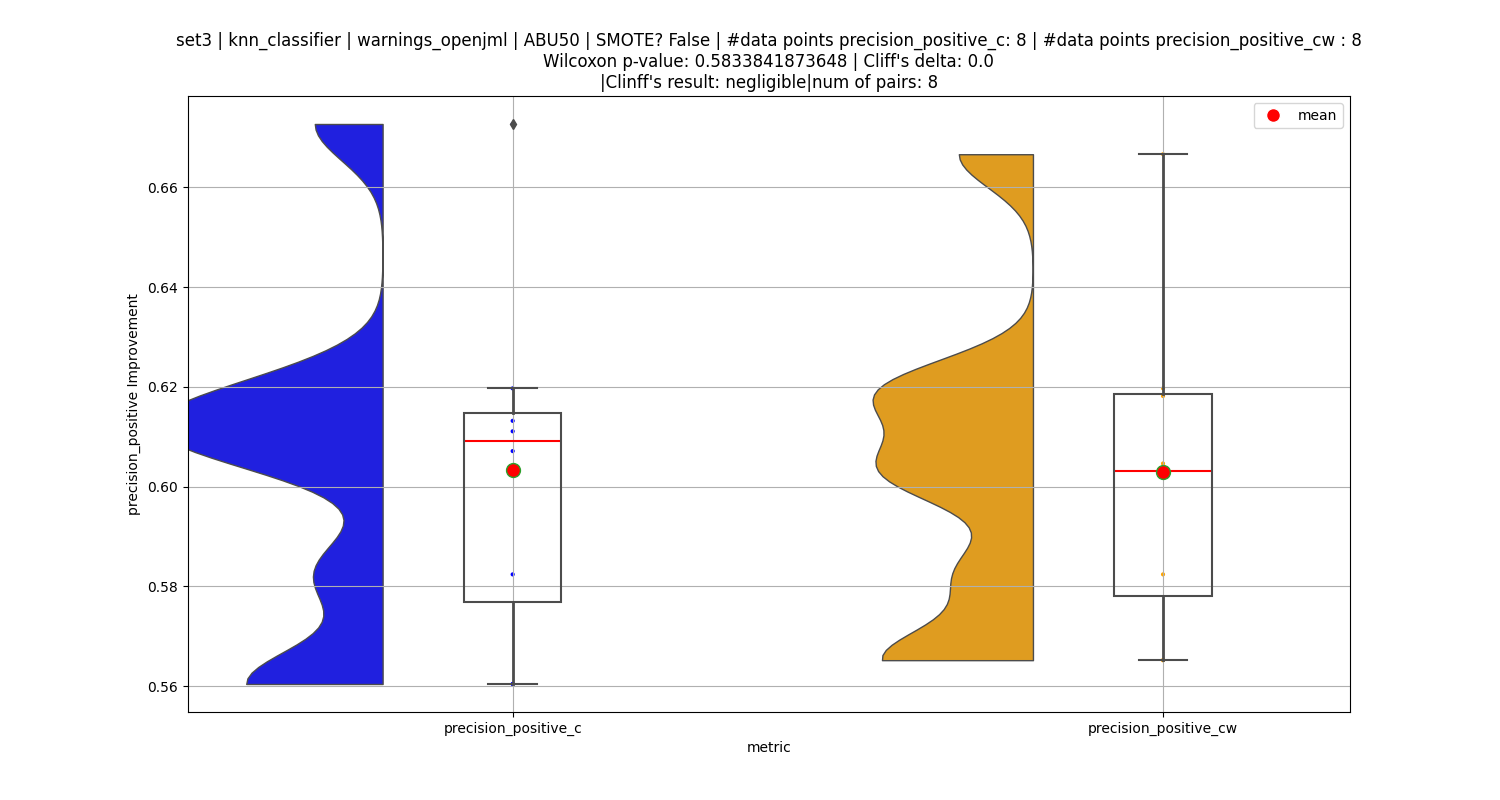 set3 | knn_classifier | warnings_openjml | ABU50 | SMOTE? False | #data points precision_positive_c: 8 | #data points precision_positive_cw : 8
Wilcoxon p-value: 0.5833841873648 | Cliff's delta: 0.0
|Clinff's result: negligible|num of pairs: 8
mean
0.66
0.64
0.62
0.60
0.58
0.56
precision_positive Improvement
precision_positive_c
precision_positive_cw
metric